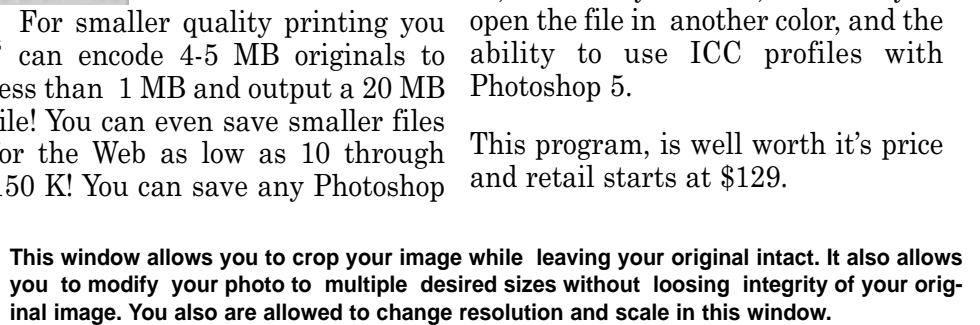 For smaller quality printing you
can encode 4-5 MB originals to
less than 1 MB and output a 20 MB
file! You can even save smaller files
for the Web as low as 10 through
150 K! You can save any Photoshop
open the file in another color, and the
ability to use ICC profiles with
Photoshop 5.
This program, is well worth it's price
and retail starts at $129.
This window allows you to crop your image while leaving your original intact. It also allows
you to modify your photo to multiple desired sizes without loosing integrity of your orig-
inal image. You also are allowed to change resolution and scale in this window.